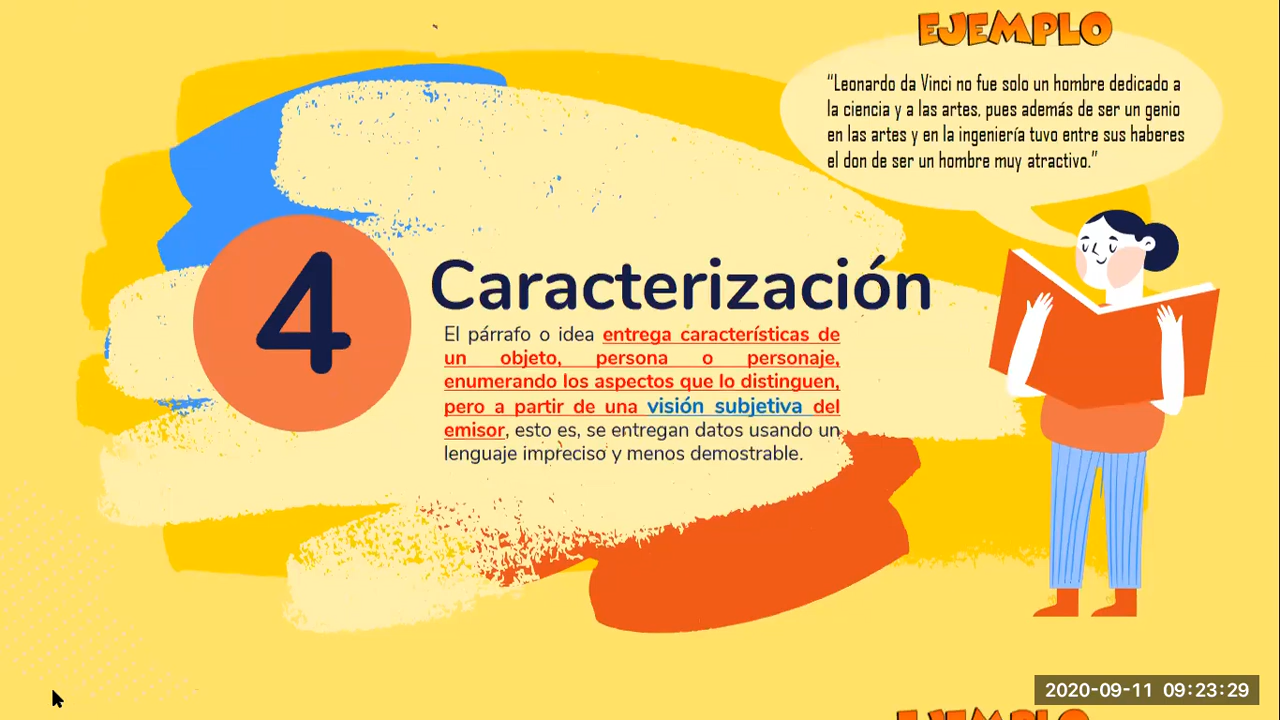 EJEMPLO
“Leonardo da Vinci no fue solo un hombre dedicado a
la ciencia y a las artes, pues además de ser un genio
en las artes y en la ingeniería tuvo entre sus haberes
el don de ser un hombre muy atractivo.”
4
Caracterización
El párrafo o idea entrega características de
un objeto, persona o personaje,
enumerando los aspectos que lo distinguen,
pero a partir de una visión subjetiva del
emisor, esto es, se entregan datos usando un
lenguaje impreciso y menos demostrable.
2020-09-11 09:23:29
EJEMPLO